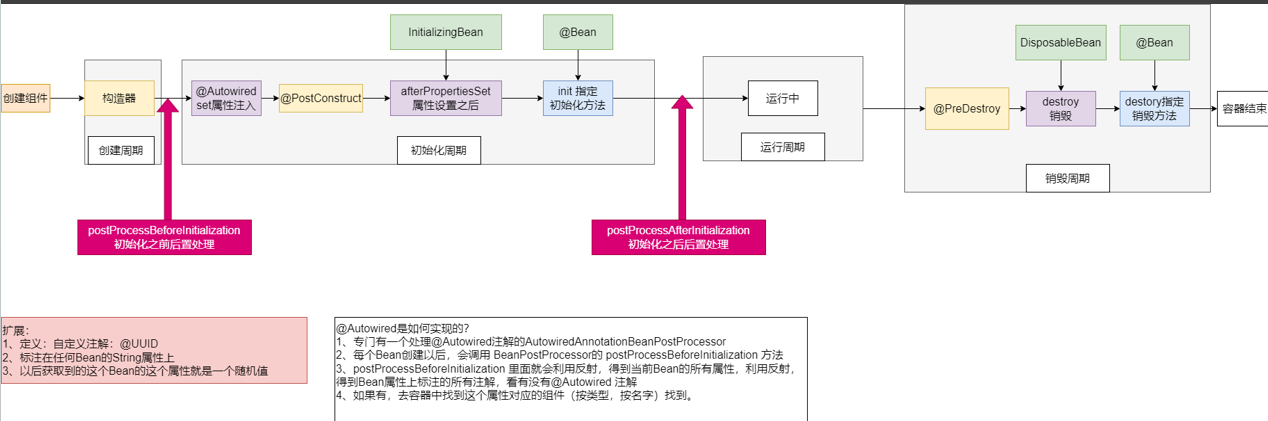 InitializingBean
@Bean
DisposableBean
@Bean
创建组件
构造器
@Autowired
set属性注入
@PostConstruct
afterPropertiesSet
属性设置之后
init 指定
初始化方法
运行中
@PreDestroy
destroy
销毁
destory指定
销毁方法
容器结束
创建周期
初始化周期
运行周期
销毁周期
postProcessBeforeInitialization
初始化之前后置处理
postProcessAfterInitialization
初始化之后后置处理
扩展：
1、定义：自定义注解：@UUID
2、标注在任何Bean的String属性上
3、以后获取到的这个Bean的这个属性就是一个随机值
@Autowired是如何实现的?
1、专门有一个处理@Autowired注解的AutowiredAnnotationBeanPostProcessor
2、每个Bean创建以后，会调用 BeanPostProcessor的 postProcessBeforeInitialization 方法
3、postProcessBeforeInitialization 里面就会利用反射，得到当前Bean的所有属性，利用反射，
得到Bean属性上标注的所有注解，看有没有@Autowired 注解
4、如果有，去容器中找到这个属性对应的组件（按类型，按名字）找到。